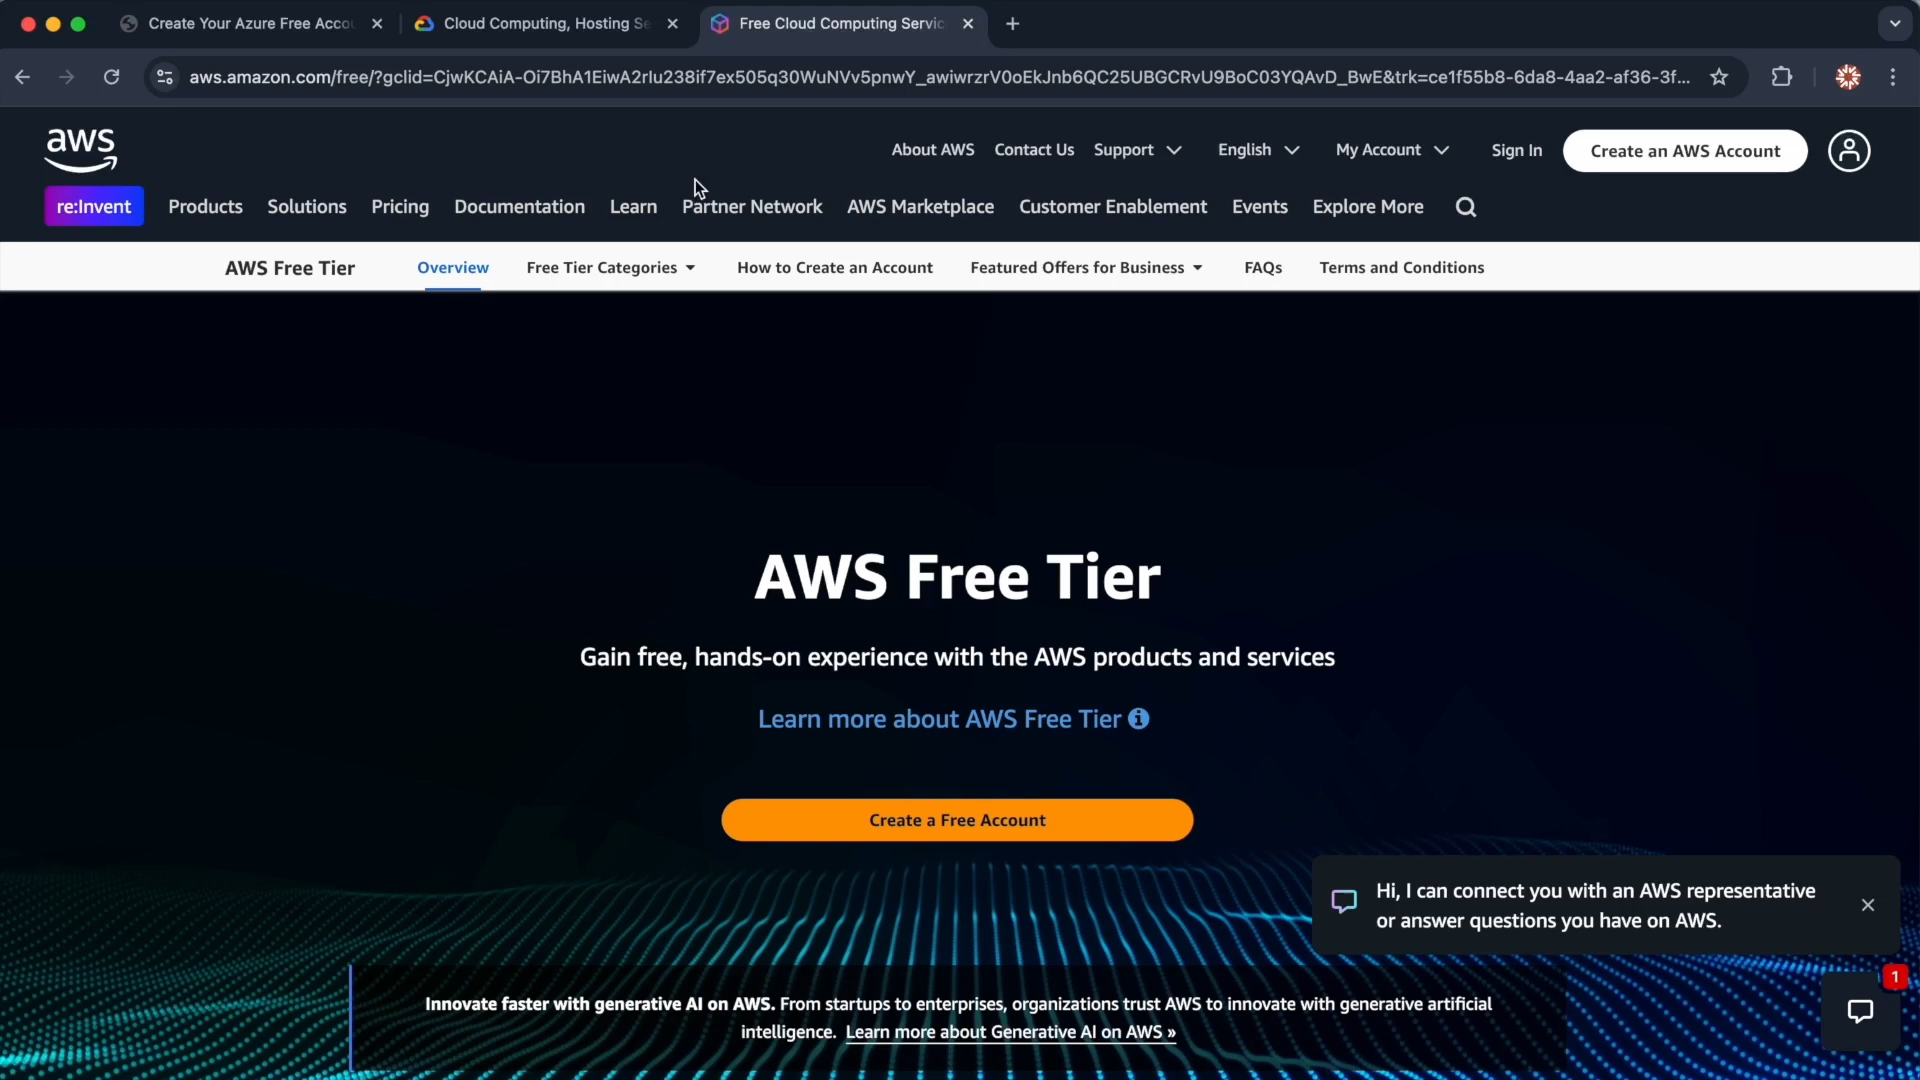 Create Your Azure Free Accou
Cloud Computing, Hosting Se
Free Cloud Computing Servic
aws.amazon.com/free/?gclid=CjwKCAiA-Oi7BhA1EiwA2rIu238if7ex505q30WuNVv5pnwY_awiwrzrV0oEkJnb6QC25UBGCRvU9BoC03YQAvD_BwE&trk=ce1f55b8-6da8-4aa2-af36-3f...
aws
About AWS Contact Us Support English My Account Sign In Create an AWS Account
re:Invent Products Solutions Pricing Documentation Learn Partner Network AWS Marketplace Customer Enablement Events Explore More
AWS Free Tier Overview Free Tier Categories How to Create an Account Featured Offers for Business FAQs Terms and Conditions
AWS Free Tier
Gain free, hands-on experience with the AWS products and services
Learn more about AWS Free Tier
Create a Free Account
Hi, I can connect you with an AWS representative
or answer questions you have on AWS.
1
Innovate faster with generative AI on AWS. From startups to enterprises, organizations trust AWS to innovate with generative artificial
intelligence. Learn more about Generative AI on AWS »